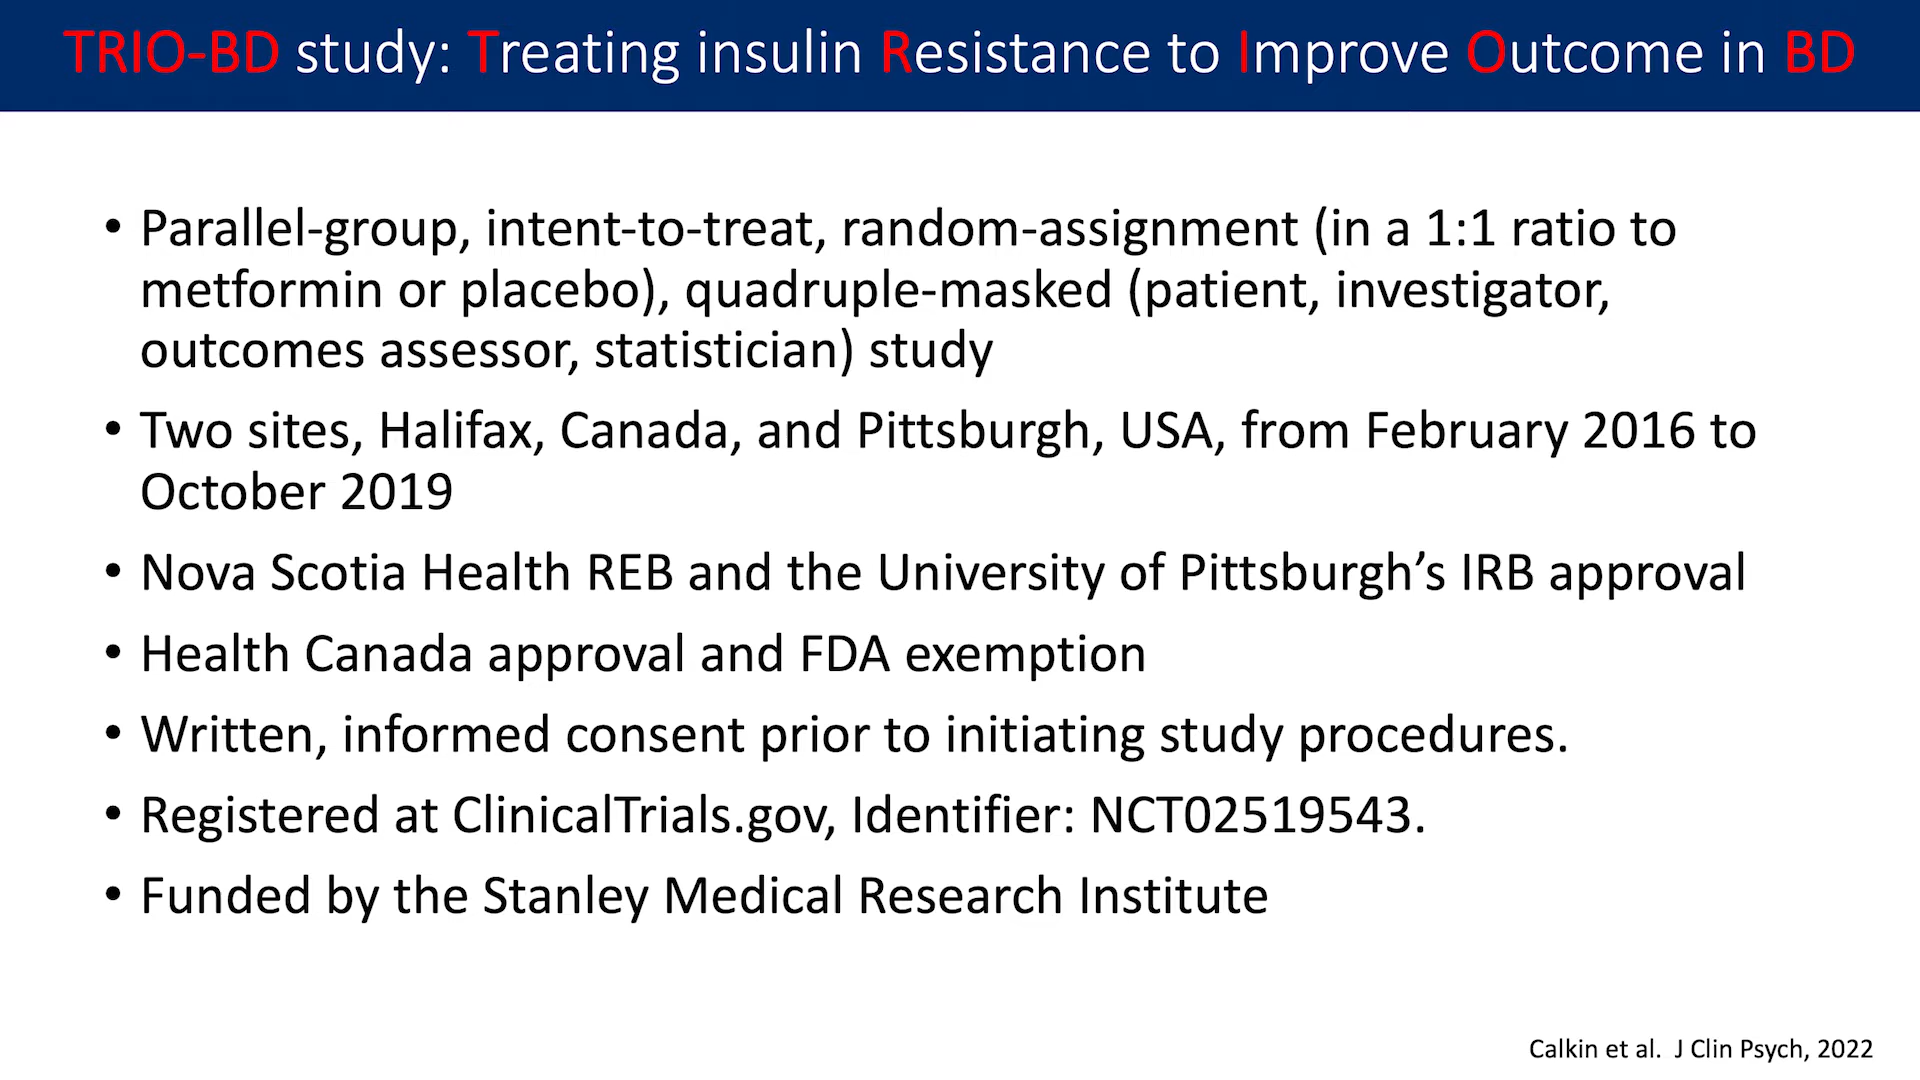 TRIO-BD study: Treating insulin Resistance to Improve Outcome in BD
• Parallel-group, intent-to-treat, random-assignment (in a 1:1 ratio to
metformin or placebo), quadruple-masked (patient, investigator,
outcomes assessor, statistician) study
• Two sites, Halifax, Canada, and Pittsburgh, USA, from February 2016 to
October 2019
• Nova Scotia Health REB and the University of Pittsburgh’s IRB approval
• Health Canada approval and FDA exemption
• Written, informed consent prior to initiating study procedures.
• Registered at ClinicalTrials.gov, Identifier: NCT02519543.
• Funded by the Stanley Medical Research Institute
Calkin et al.  J Clin Psych, 2022